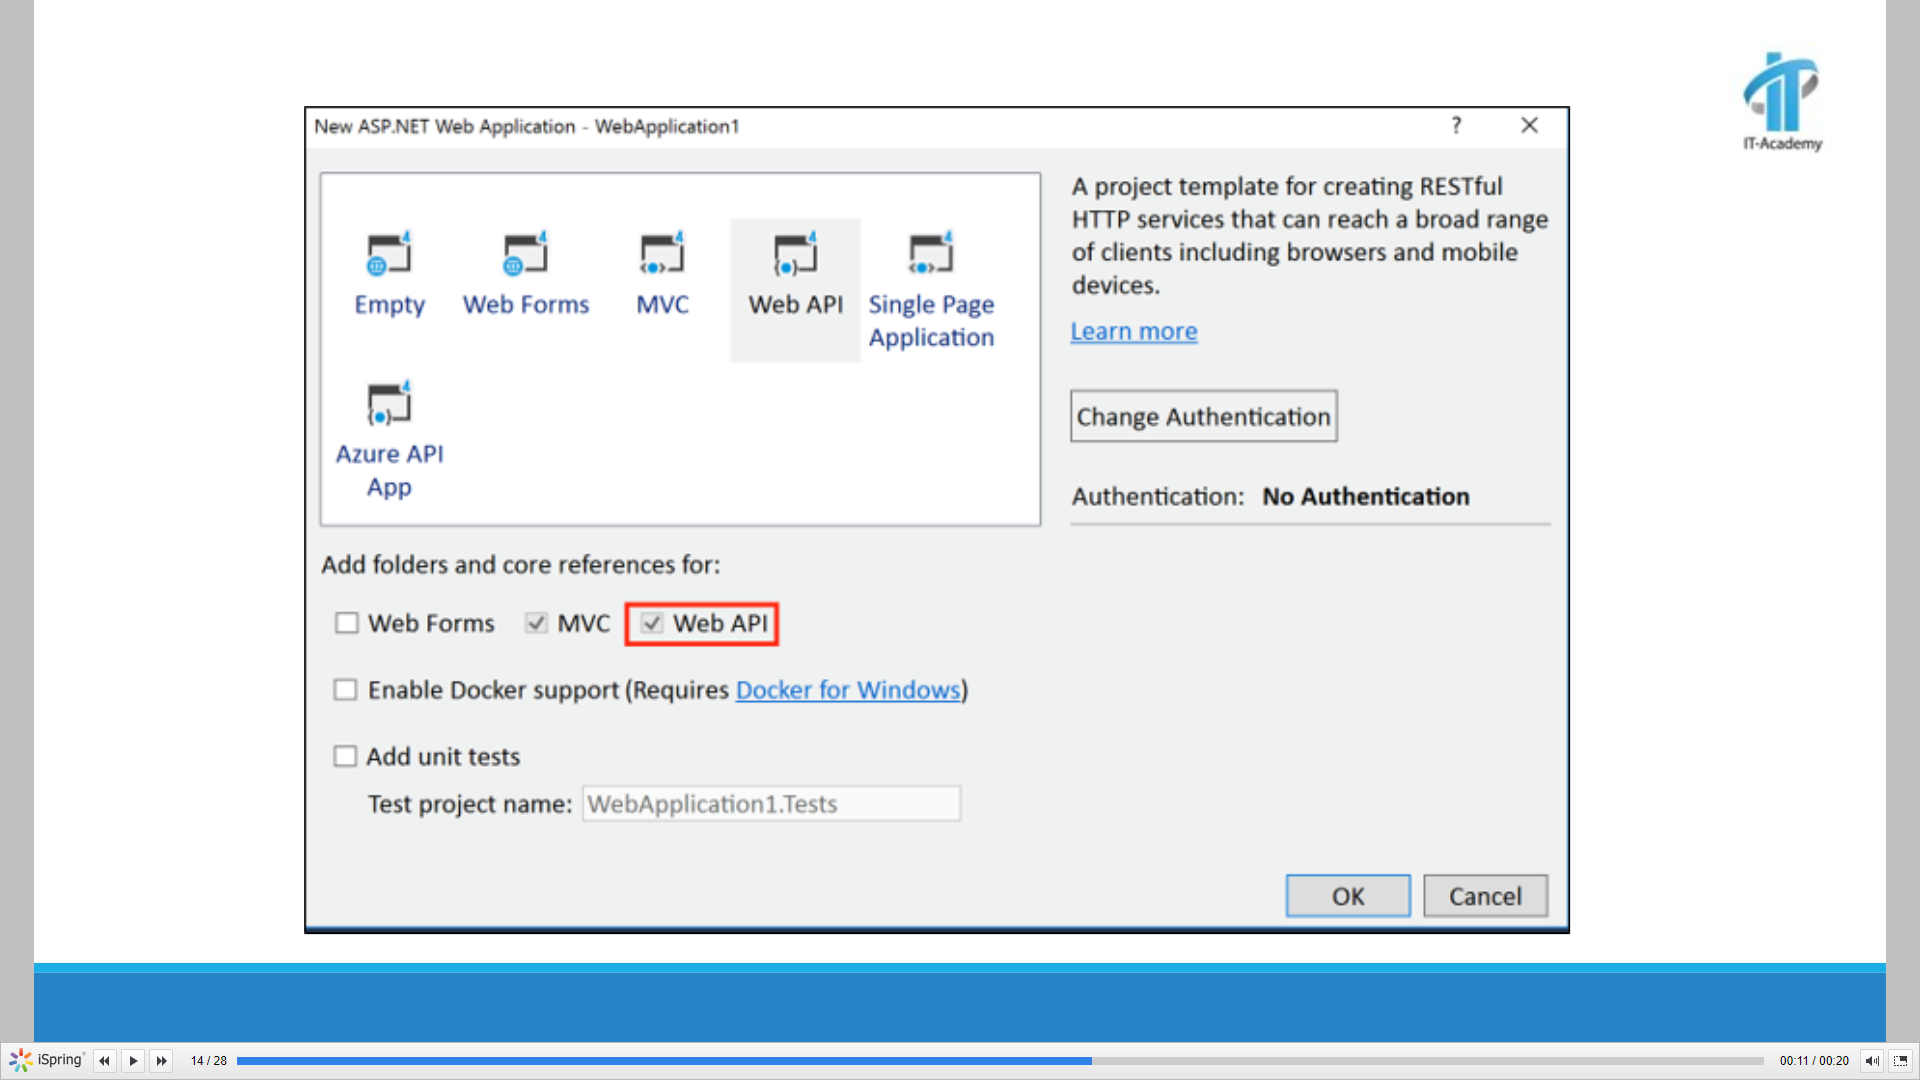 IT-Academy
New ASP.NET Web Application - WebApplication1
?
Empty
Web Forms
MVC
Web API
Single Page
Application
Azure API
App
A project template for creating RESTful
HTTP services that can reach a broad range
of clients including browsers and mobile
devices.
Learn more
Change Authentication
Authentication: No Authentication
Add folders and core references for:
Web Forms MVC Web API
Enable Docker support (Requires Docker for Windows)
Add unit tests
Test project name: WebApplication1.Tests
OK Cancel
iSpring 14 / 28 00:11 / 00:20